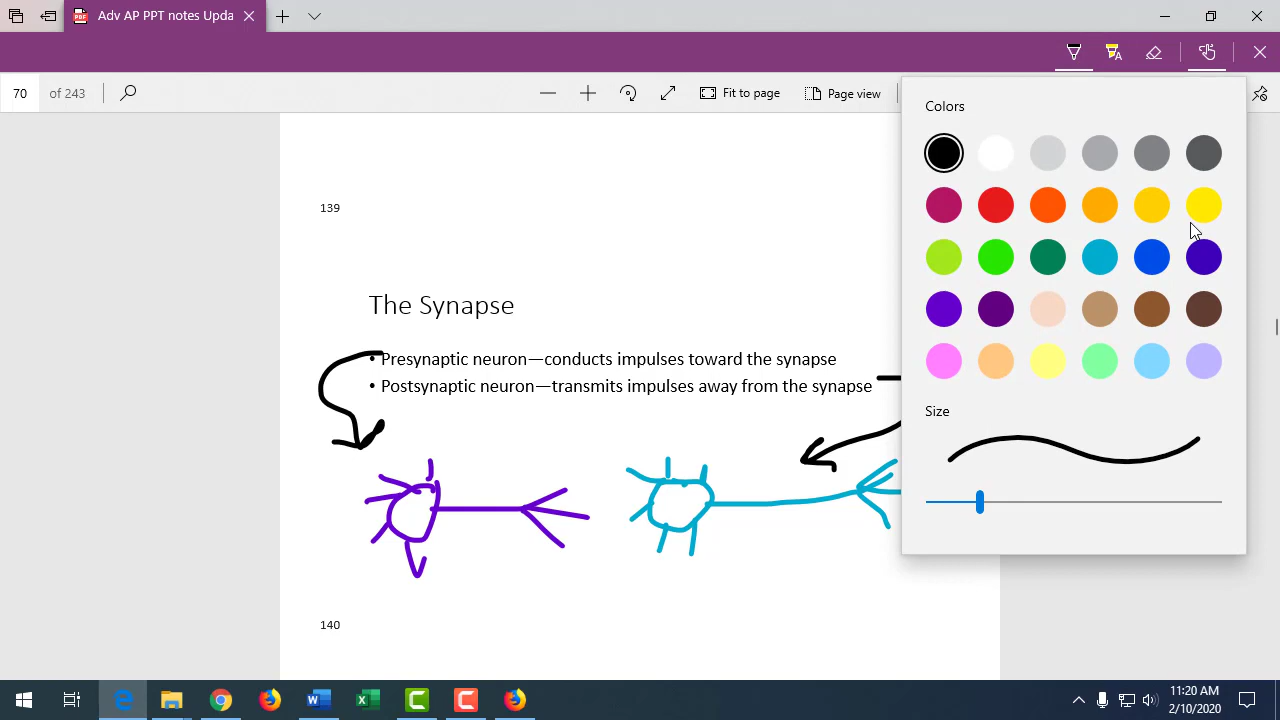 Adv AP PPT notes Upda
70 of 243
Fit to page
Page view
Colors
139
The Synapse
• Presynaptic neuron—conducts impulses toward the synapse
• Postsynaptic neuron—transmits impulses away from the synapse
Size
140
11:20 AM
2/10/2020